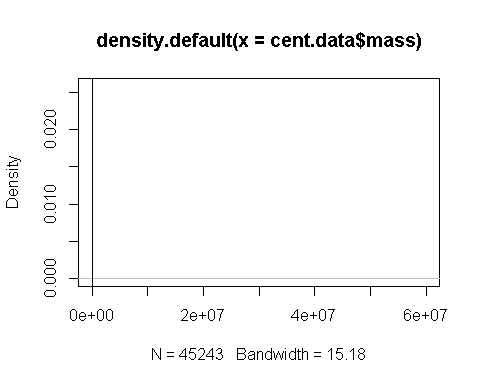 density.default(x = cent.data$mass)
Density
0.020
0.010
0.000
0e+00 2e+07 4e+07 6e+07
N = 45243 Bandwidth = 15.18